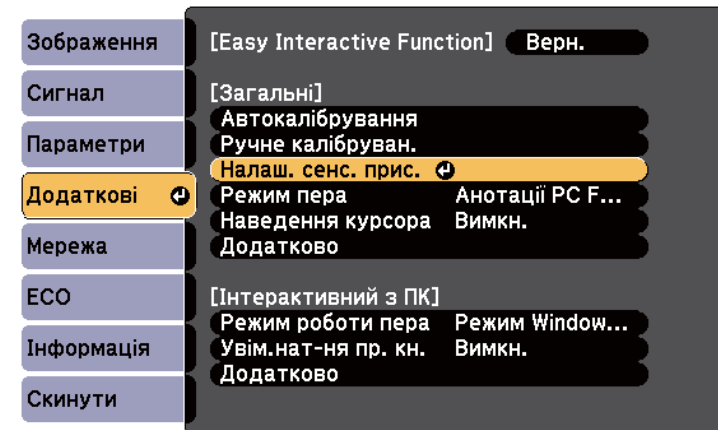 Зображення
Сигнал
Параметри
Додаткові
Мережа
ECO
Інформація
Скинути
[Easy Interactive Function] Верн.
[Загальні]
Автокалібрування
Ручне калібруван.
Налаш. сенс. прис.
Режим пера Анотації PC F...
Наведення курсора Вимкн.
Додатково
[Інтерактивний з ПК]
Режим роботи пера Режим Window...
Увім.нат-ня пр. кн. Вимкн.
Додатково